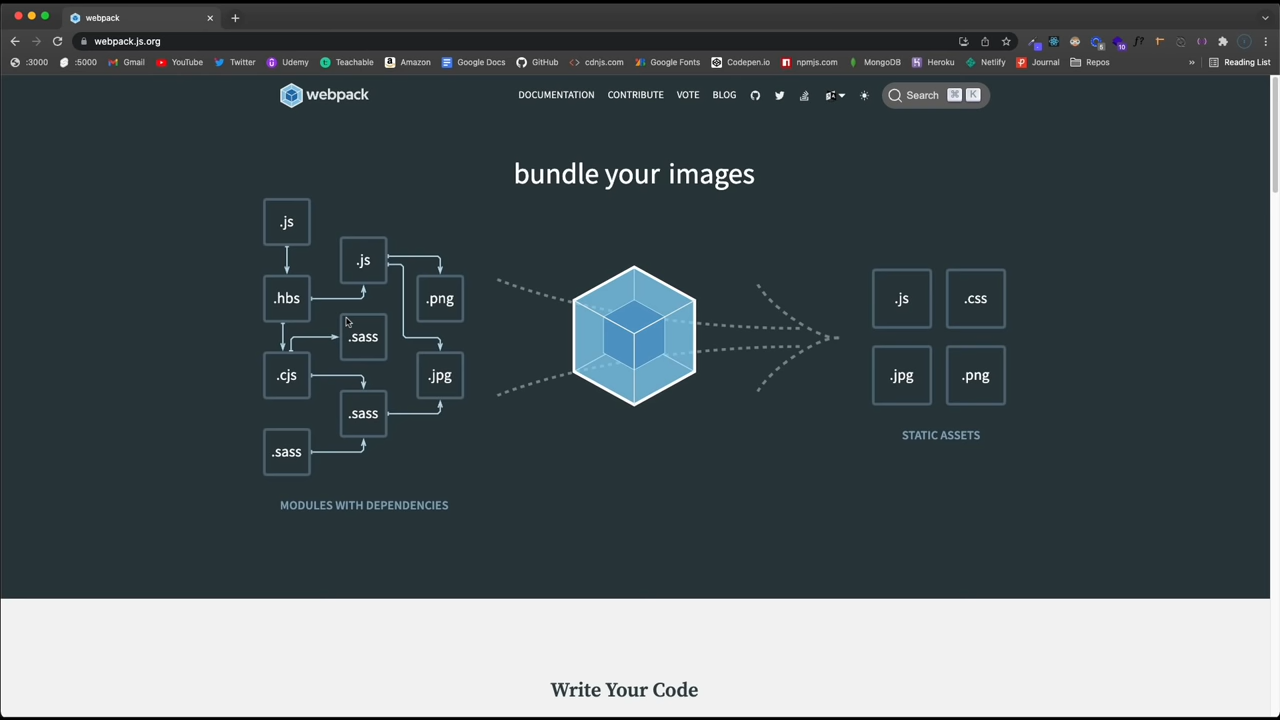 webpack
webpack.js.org
:3000
:5000
Gmail
YouTube
Twitter
Udemy
Teachable
Amazon
Google Docs
GitHub
cdnjs.com
Google Fonts
Codepen.io
npmjs.com
MongoDB
Heroku
Netlify
Journal
Repos
»
Reading List
webpack
DOCUMENTATION
CONTRIBUTE
VOTE
BLOG
Search
⌘
K
bundle your images
.js
.js
.hbs
.png
.sass
.cjs
.jpg
.sass
.sass
MODULES WITH DEPENDENCIES
.js
.css
.jpg
.png
STATIC ASSETS
Write Your Code